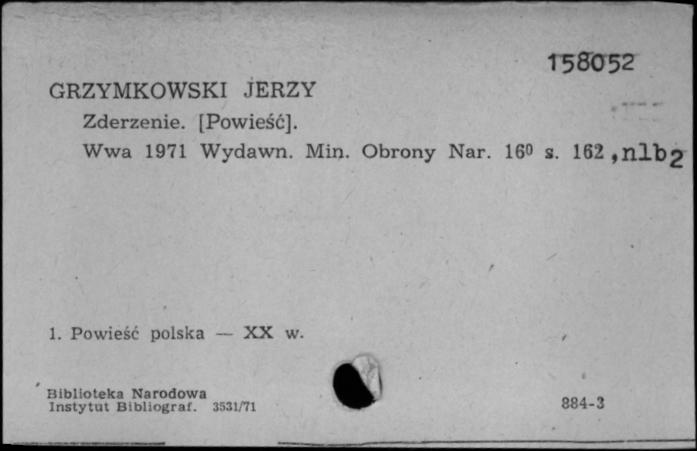 158052
GRZYMKOWSKI JERZY
Zderzenie. [Powieść].
Wwa 1971 Wydawn. Min. Obrony Nar. 16⁰ s. 162 ,nlb2
1. Powieść polska — XX w.
Biblioteka Narodowa
Instytut Bibliograf. 3531/71
884-3